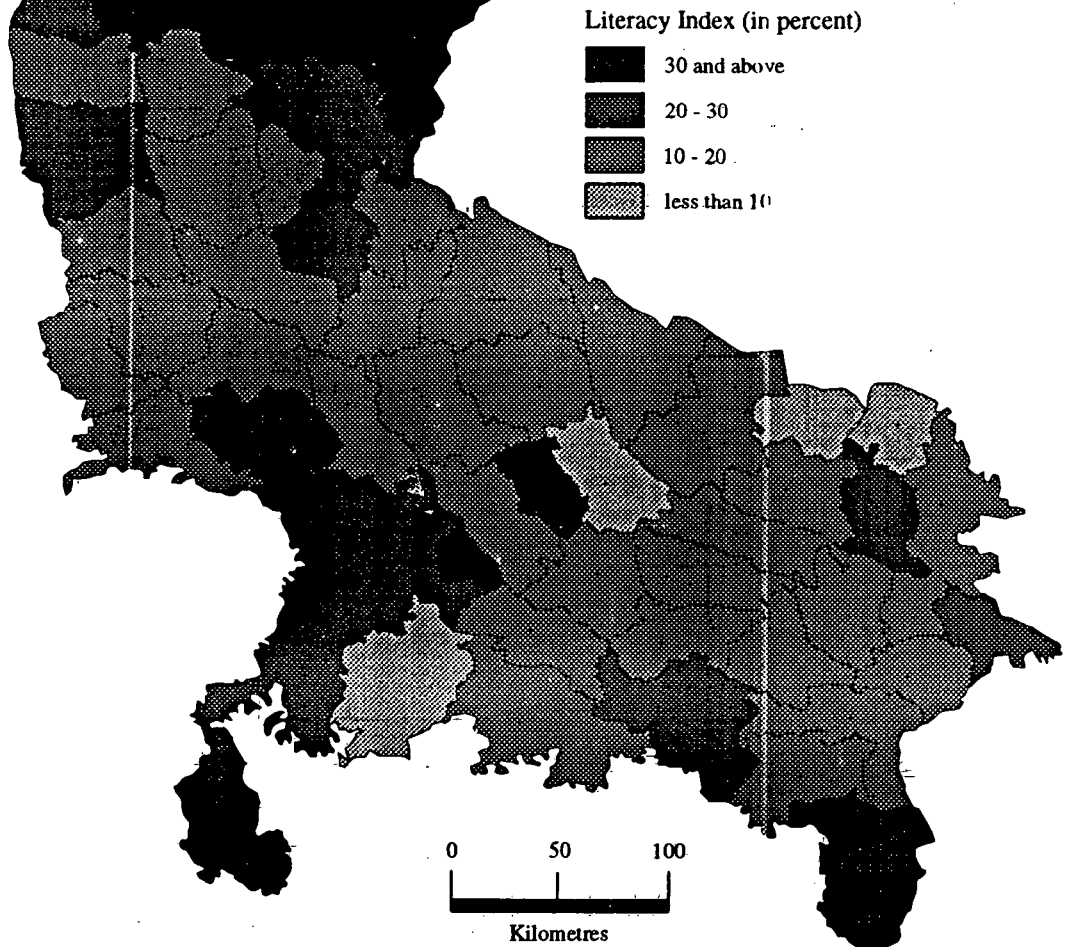 Literacy Index (in percent)
30 and above
20 - 30
10 - 20
less than 10
0 50 100
Kilometres